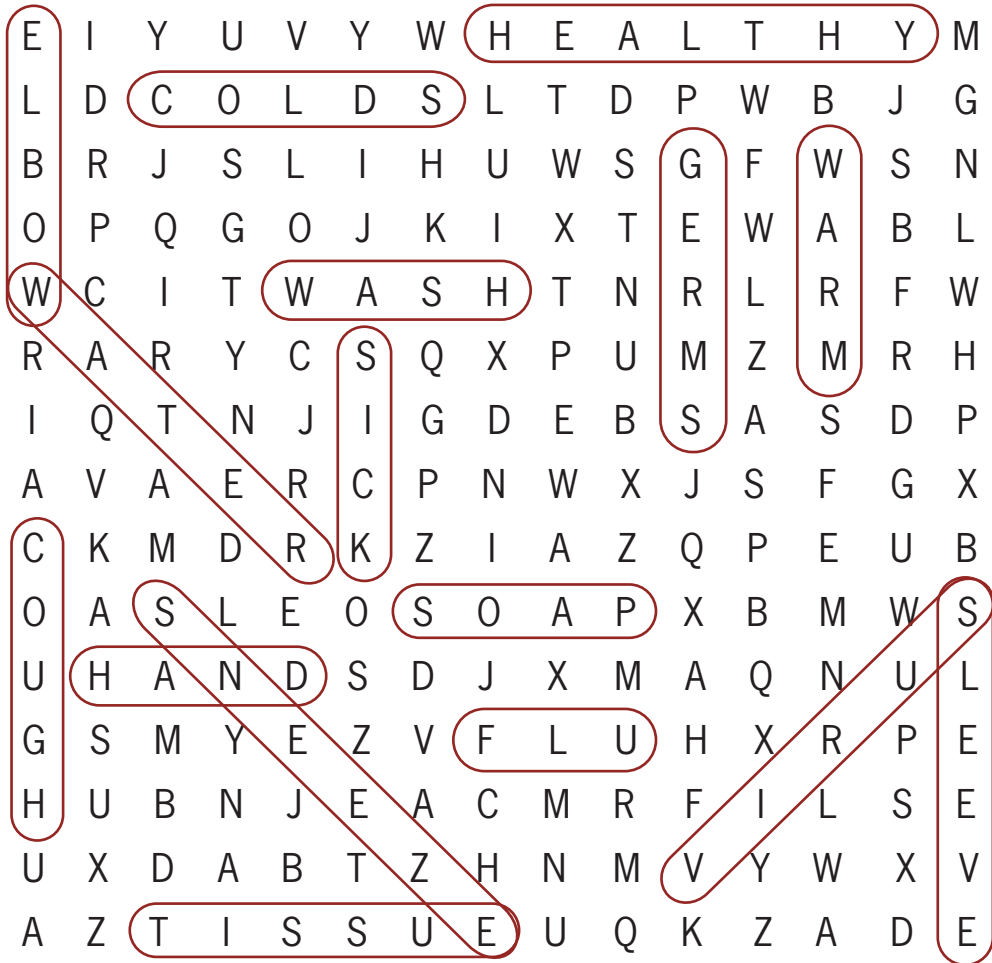 E I Y U V Y W H E A L T H Y M
L D C O L D S L T D P W B J G
B R J S L I H U W S G F W S N
O P Q G O J K I X T E W A B L
W C I T W A S H T N R L R F W
R A R Y C S Q X P U M Z M R H
I Q T N J I G D E B S A S D P
A V A E R C P N W X J S F G X
C K M D R K Z I A Z Q P E U B
O A S L E O S O A P X B M W S
U H A N D S D J X M A Q N U L
G S M Y E Z V F L U H X R P E
H U B N J E A C M R F I L S E
U X D A B T Z H N M V Y W X V
A Z T I S S U E U Q K Z A D E